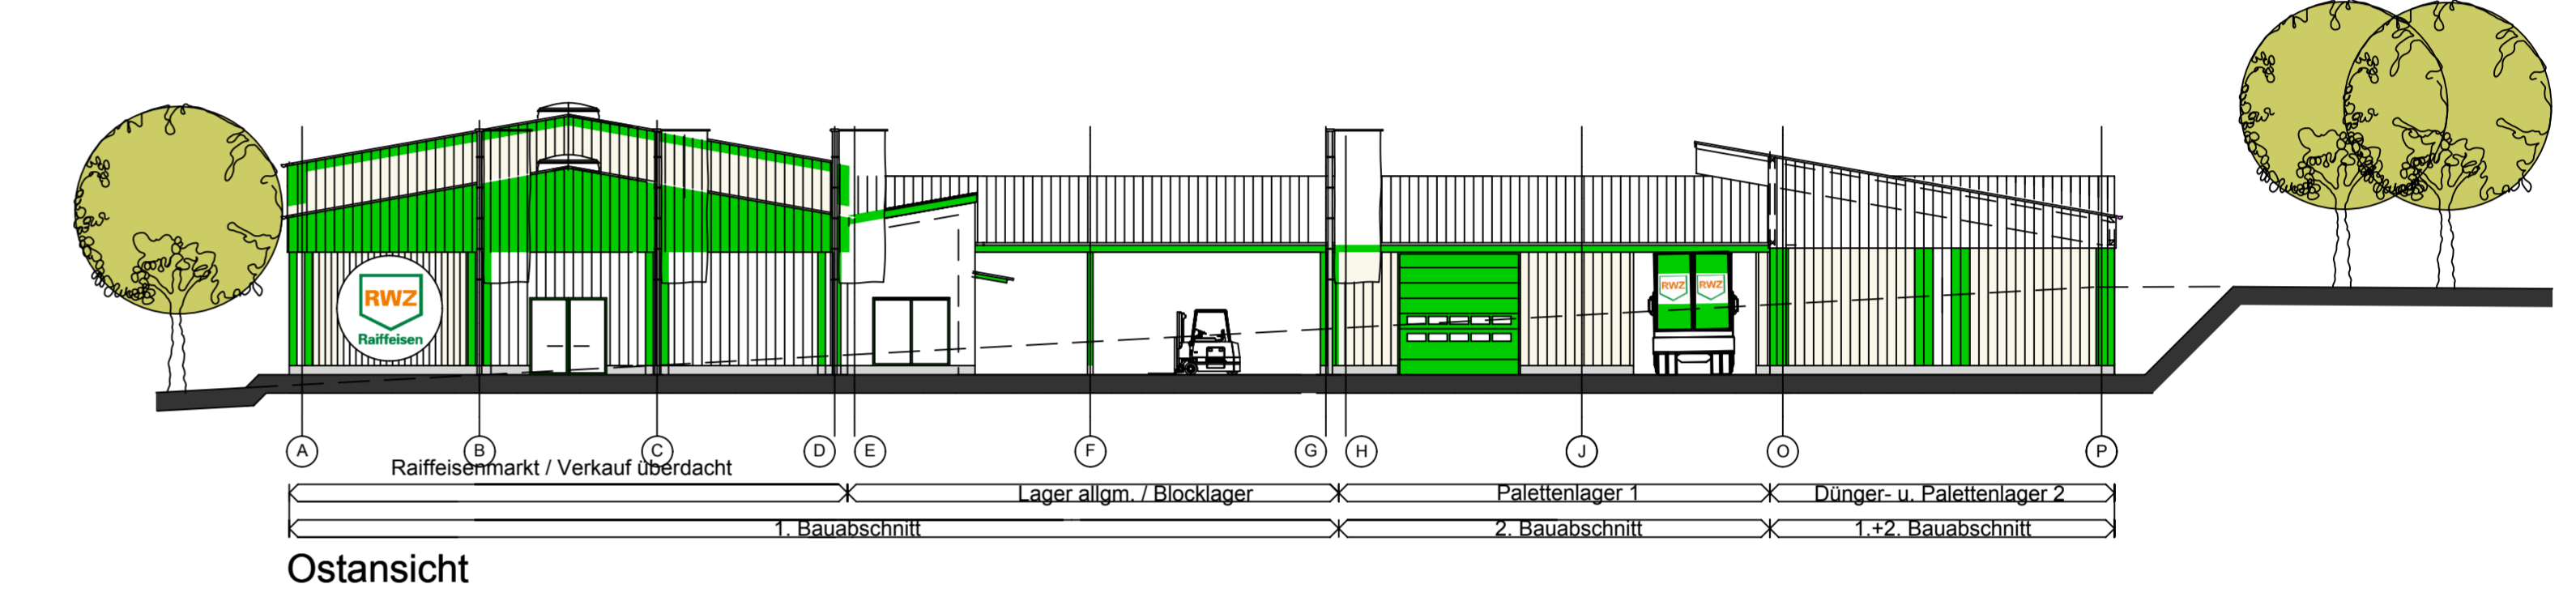 RWZ
Raiffeisen
RWZ RWZ
A B C D E F G H J O P
Raiffeisenmarkt / Verkauf überdacht
Lager allgm. / Blocklager Palettenlager 1 Dünger- u. Palettenlager 2
1. Bauabschnitt 2. Bauabschnitt 1.+2. Bauabschnitt
Ostansicht